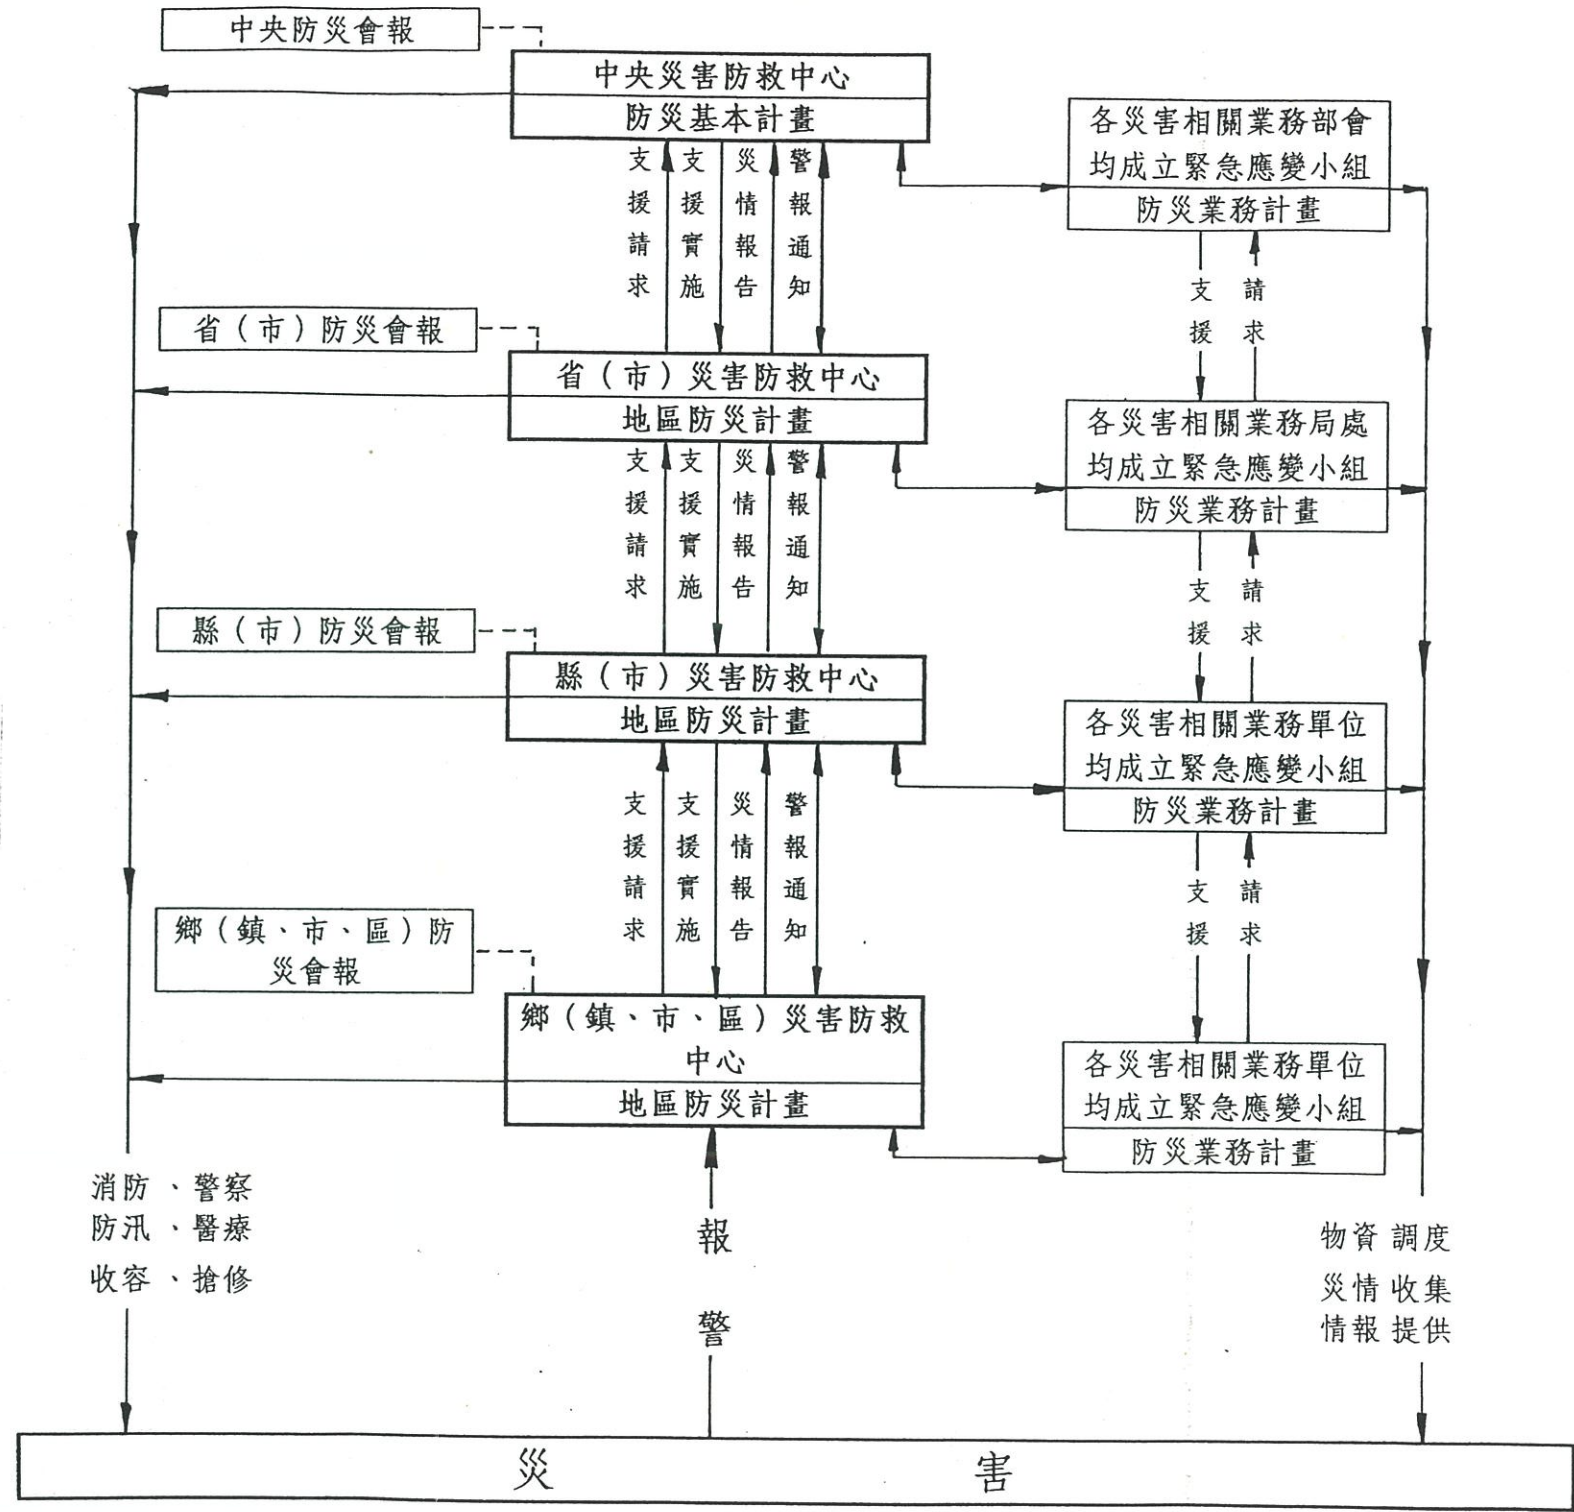 中央防災會報
中央災害防救中心
防災基本計畫
各災害相關業務部會
均成立緊急應變小組
防災業務計畫
支援請求
支援實施
災情報告
警報通知
支援
請求
省（市）防災會報
省（市）災害防救中心
地區防災計畫
各災害相關業務局處
均成立緊急應變小組
防災業務計畫
支援請求
支援實施
災情報告
警報通知
支援
請求
縣（市）防災會報
縣（市）災害防救中心
地區防災計畫
各災害相關業務單位
均成立緊急應變小組
防災業務計畫
支援請求
支援實施
災情報告
警報通知
支援
請求
鄉（鎮、市、區）防
災會報
鄉（鎮、市、區）災害防救
中心
地區防災計畫
各災害相關業務單位
均成立緊急應變小組
防災業務計畫
消防、警察
防汛、醫療
收容、搶修
報警
物資調度
災情收集
情報提供
災害